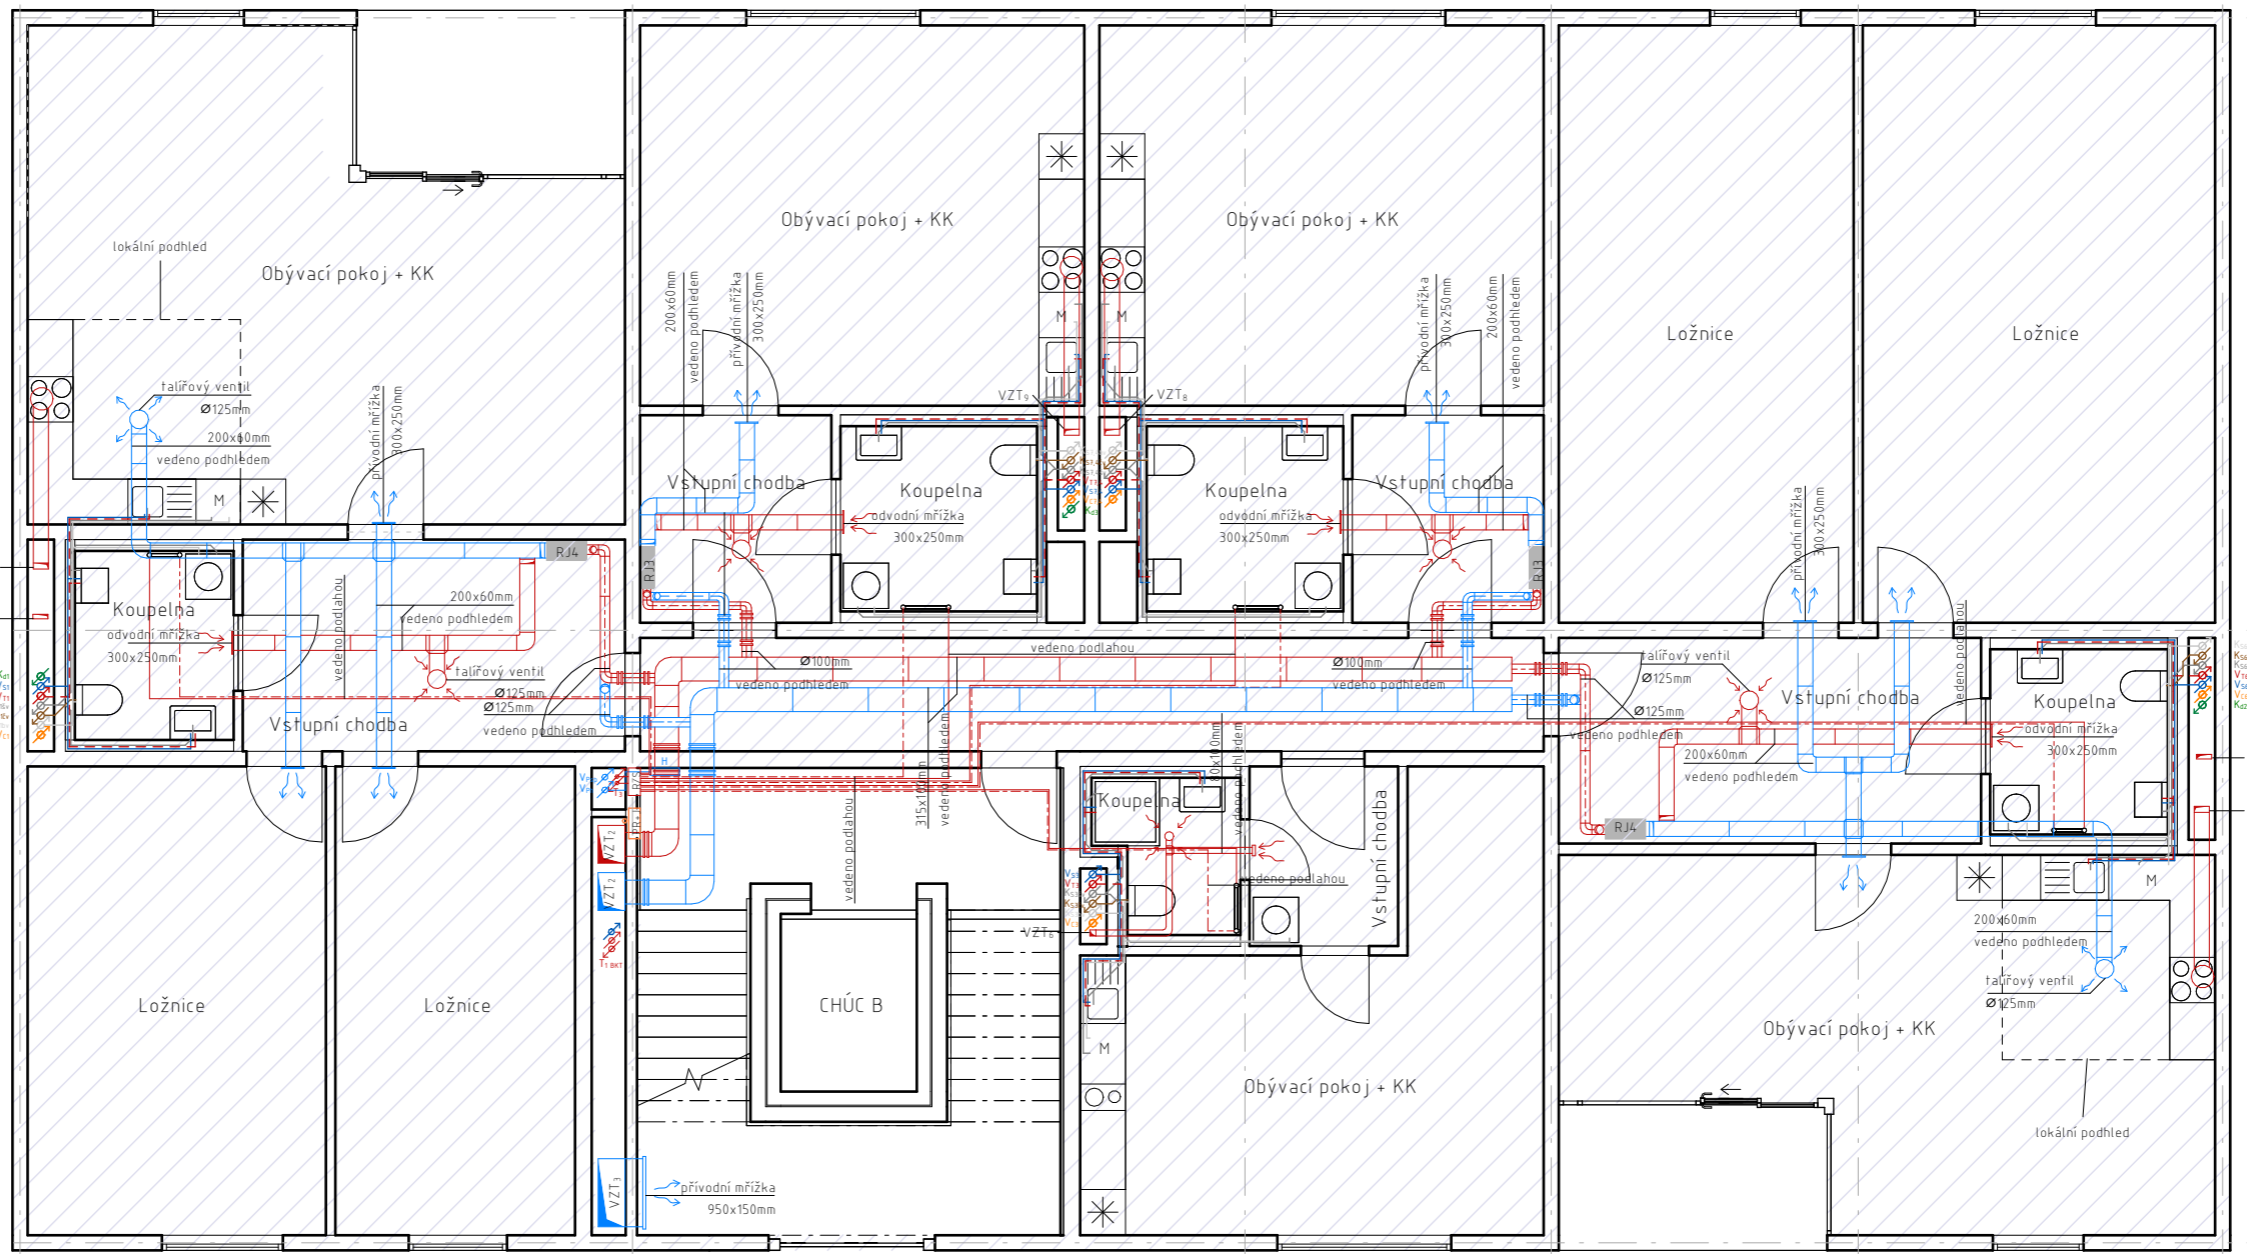 Obývací pokoj + KK
Obývací pokoj + KK
lokální podhled
Obývací pokoj + KK
200x60mm
vedeno podhledem
přívodní mřížka
300x250mm
přívodní mřížka
300x250mm
200x60mm
vedeno podhledem
Ložnice
Ložnice
M
M
talířový ventil
Ø125mm
200x60mm
vedeno podhledem
přívodní mřížka
300x250mm
M
VZT9
VZT8
Vstupní chodba
Koupelna
odvodní mřížka
300x250mm
Koupelna
odvodní mřížka
300x250mm
Vstupní chodba
přívodní mřížka
300x250mm
RJ4
RJ3
RJ3
Koupelna
odvodní mřížka
300x250mm
vedeno podlahou
200x60mm
vedeno podhledem
talířový ventil
Ø125mm
Ø125mm
vedeno podhledem
Vstupní chodba
Ø100mm
vedeno podhledem
vedeno podlahou
Ø100mm
vedeno podhledem
talířový ventil
Ø125mm
Ø125mm
vedeno podhledem
Vstupní chodba
vedeno podlahou
200x60mm
vedeno podhledem
Koupelna
odvodní mřížka
300x250mm
H
VZT2
VZT2
T1 BKT
vedeno podlahou
vedeno podhledem
Koupelna
vedeno podhledem
vedeno podlahou
Vstupní chodba
VZT6
RJ4
M
200x60mm
vedeno podhledem
talířový ventil
Ø125mm
Ložnice
Ložnice
CHÚC B
M
Obývací pokoj + KK
Obývací pokoj + KK
lokální podhled
VZT3
přívodní mřížka
950x150mm